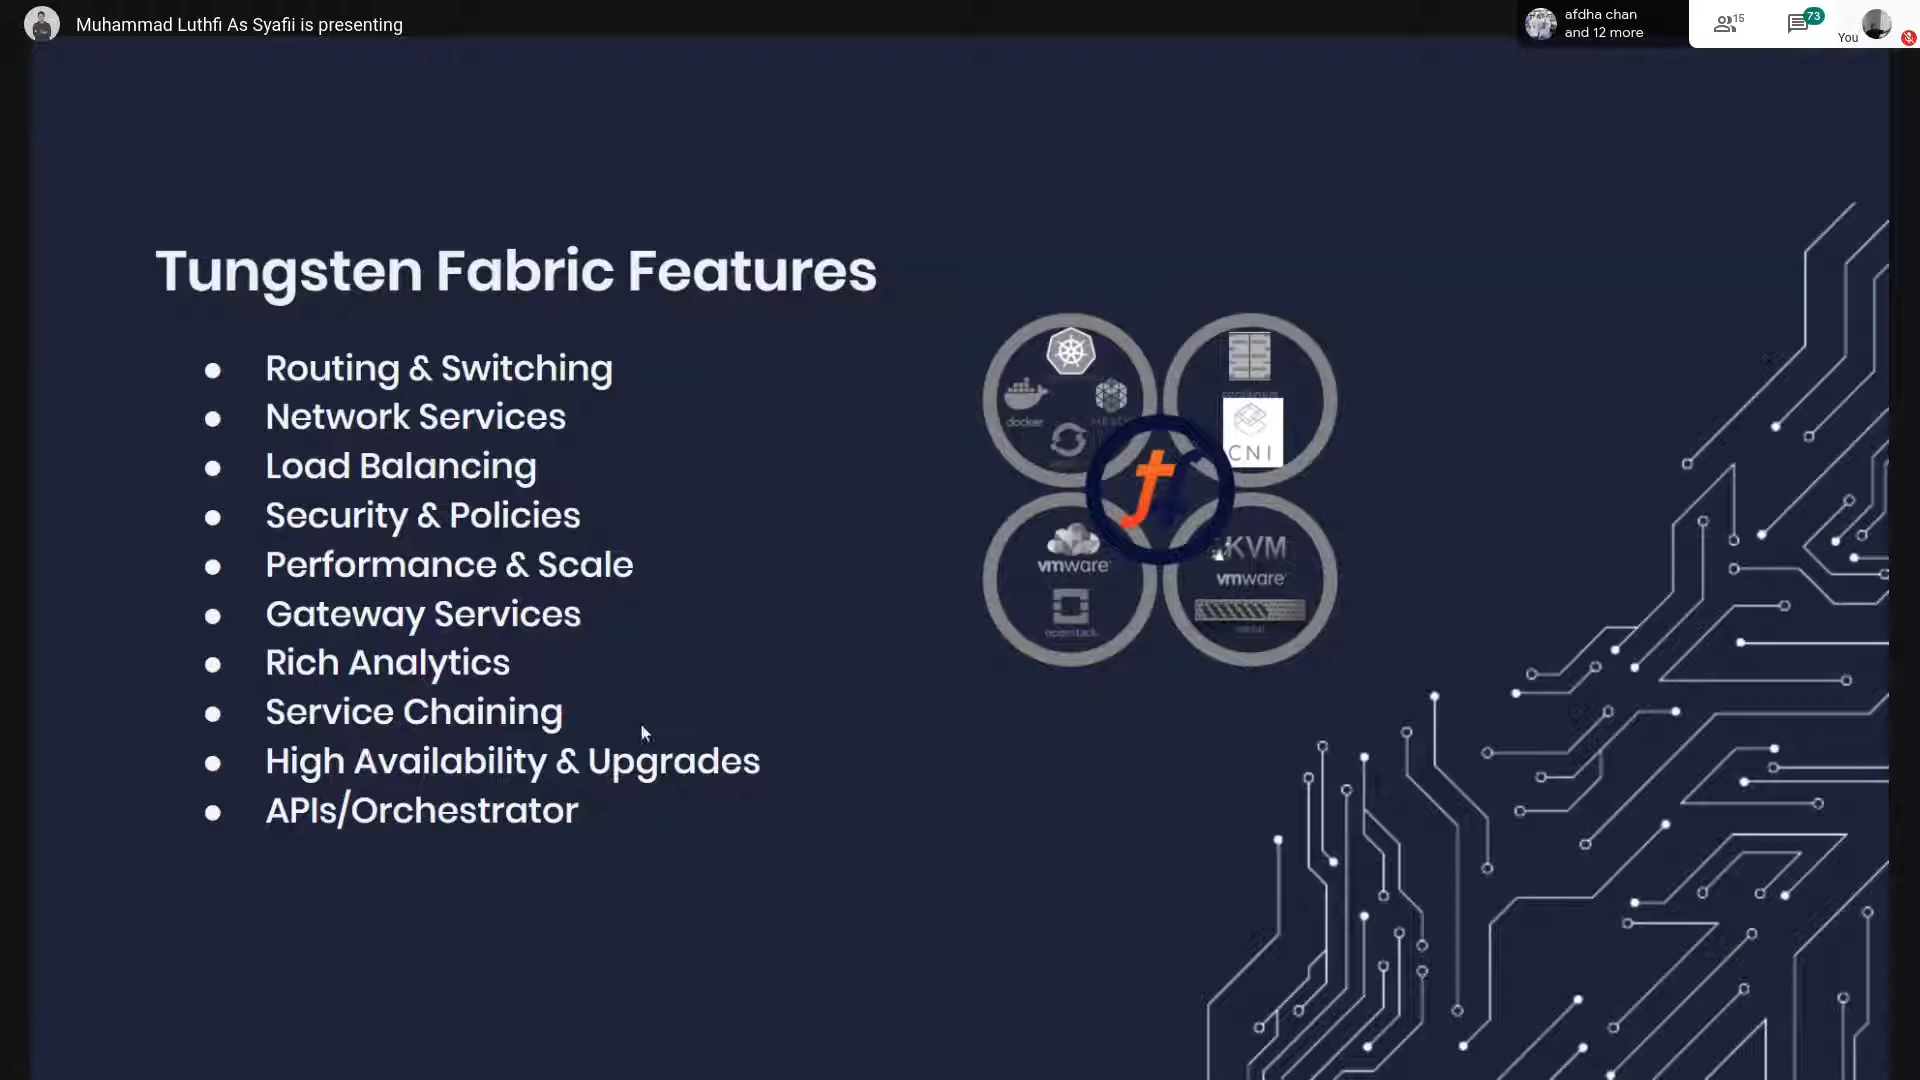 Muhammad Luthfi As Syafii is presenting
afdha chan
and 12 more
15
73
You
Tungsten Fabric Features
● Routing & Switching
● Network Services
● Load Balancing
● Security & Policies
● Performance & Scale
● Gateway Services
● Rich Analytics
● Service Chaining
● High Availability & Upgrades
● APIs/Orchestrator
docker
CNI
tf
vmware
openstack
KVM
vmware